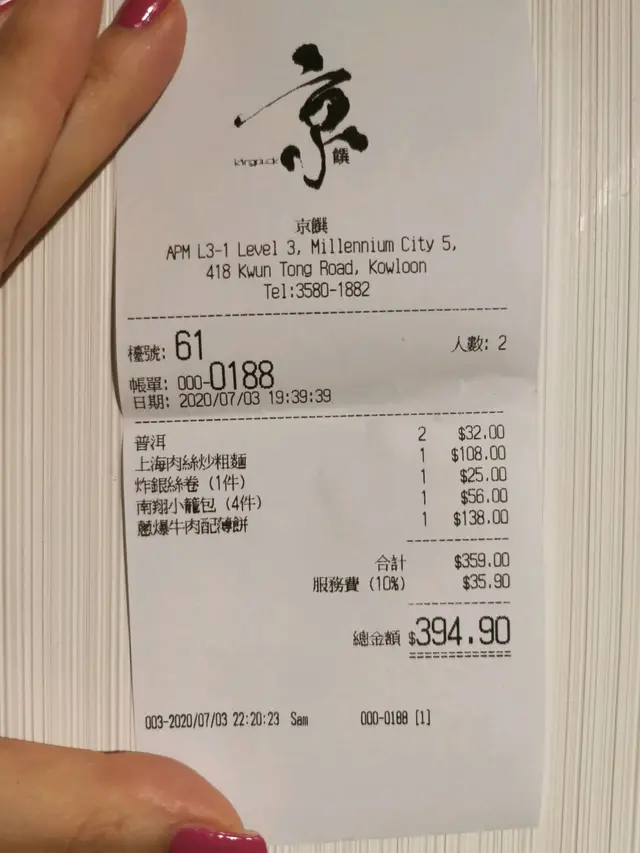 京
kingduck
饌
京饌
APM L3-1 Level 3, Millennium City 5,
418 Kwun Tong Road, Kowloon
Tel:3580-1882
檯號: 61 人數: 2
帳單: 000-0188
日期: 2020/07/03 19:39:39
普洱 2 $32.00
上海肉絲炒粗麵 1 $108.00
炸銀絲卷 (1件) 1 $25.00
南翔小籠包 (4件) 1 $56.00
蔥爆牛肉配薄餅 1 $138.00
合計 $359.00
服務費 (10%) $35.90
總金額 $394.90
003-2020/07/03 22:20:23 Sam 000-0188 [1]